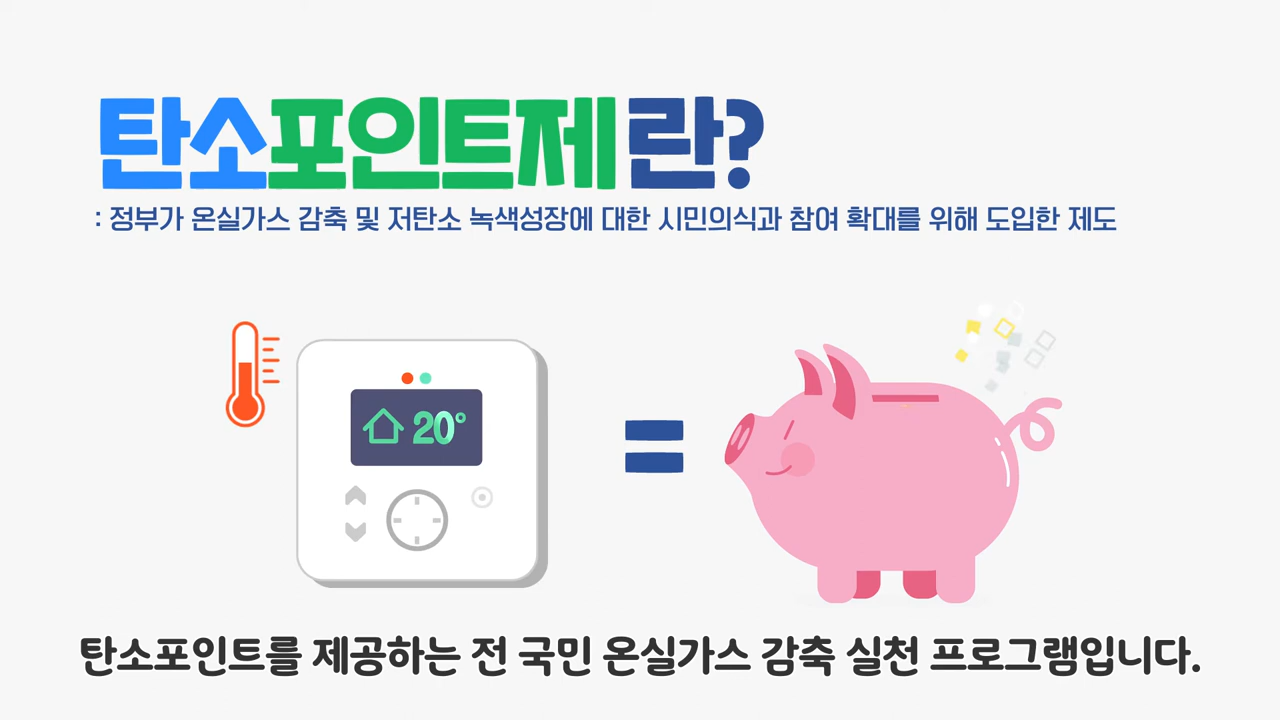 탄소포인트제란?
: 정부가 온실가스 감축 및 저탄소 녹색성장에 대한 시민의식과 참여 확대를 위해 도입한 제도
20°
탄소포인트를 제공하는 전 국민 온실가스 감축 실천 프로그램입니다.